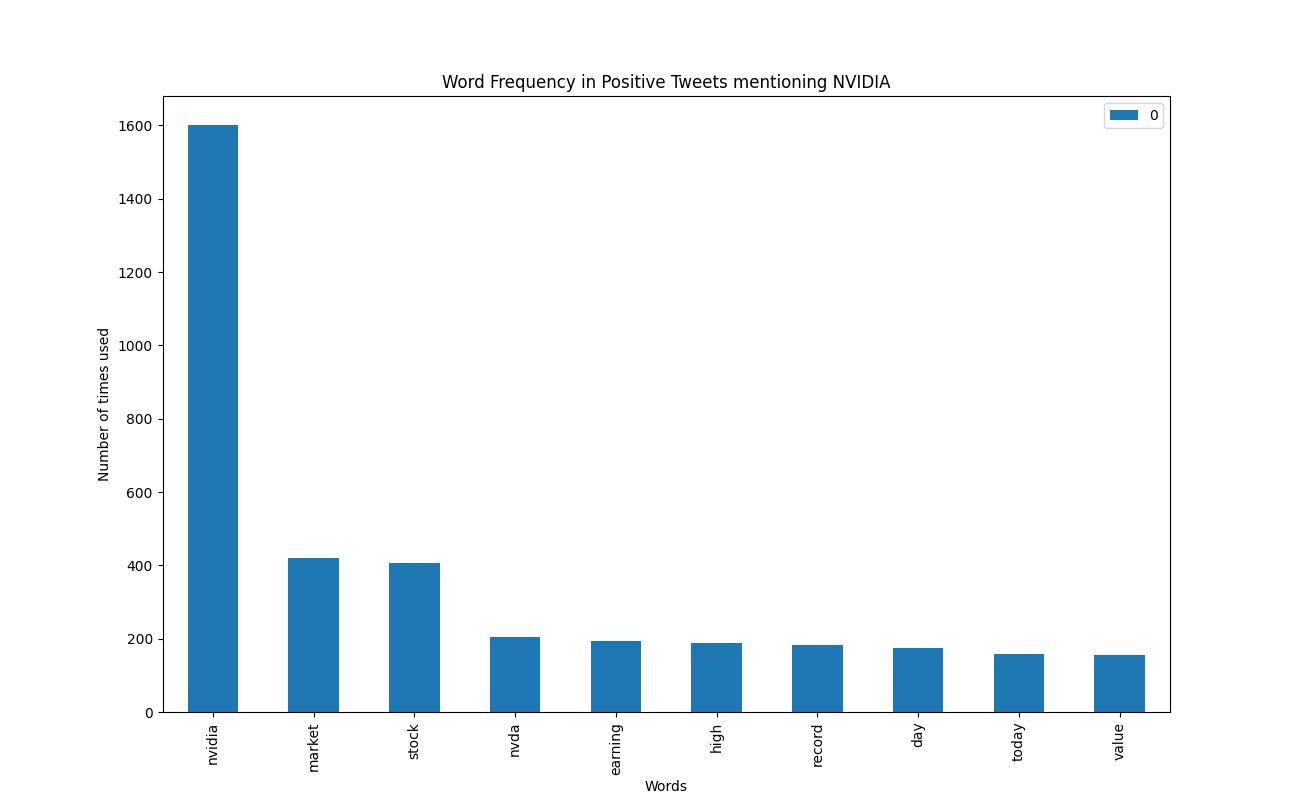 Word Frequency in Positive Tweets mentioning NVIDIA
0
1600
1400
1200
1000
800
600
400
200
0
Number of times used
nvidia
market
stock
nvda
earning
high
record
day
today
value
Words